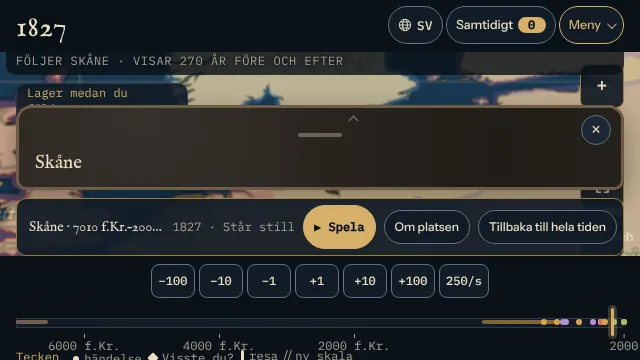 1827
SV
Samtidigt 0
Meny
FÖLJER SKÅNE · VISAR 270 ÅR FÖRE OCH EFTER
Lager medan du
+
×
Skåne
Skåne · 7010 f.Kr.–200…
1827 · Står still
▶ Spela
Om platsen
Tillbaka till hela tiden
−100
−10
−1
+1
+10
+100
250/s
6000 f.Kr.
4000 f.Kr.
2000 f.Kr.
2000
Tecken
händelse
Visste du?
resa // ny skala